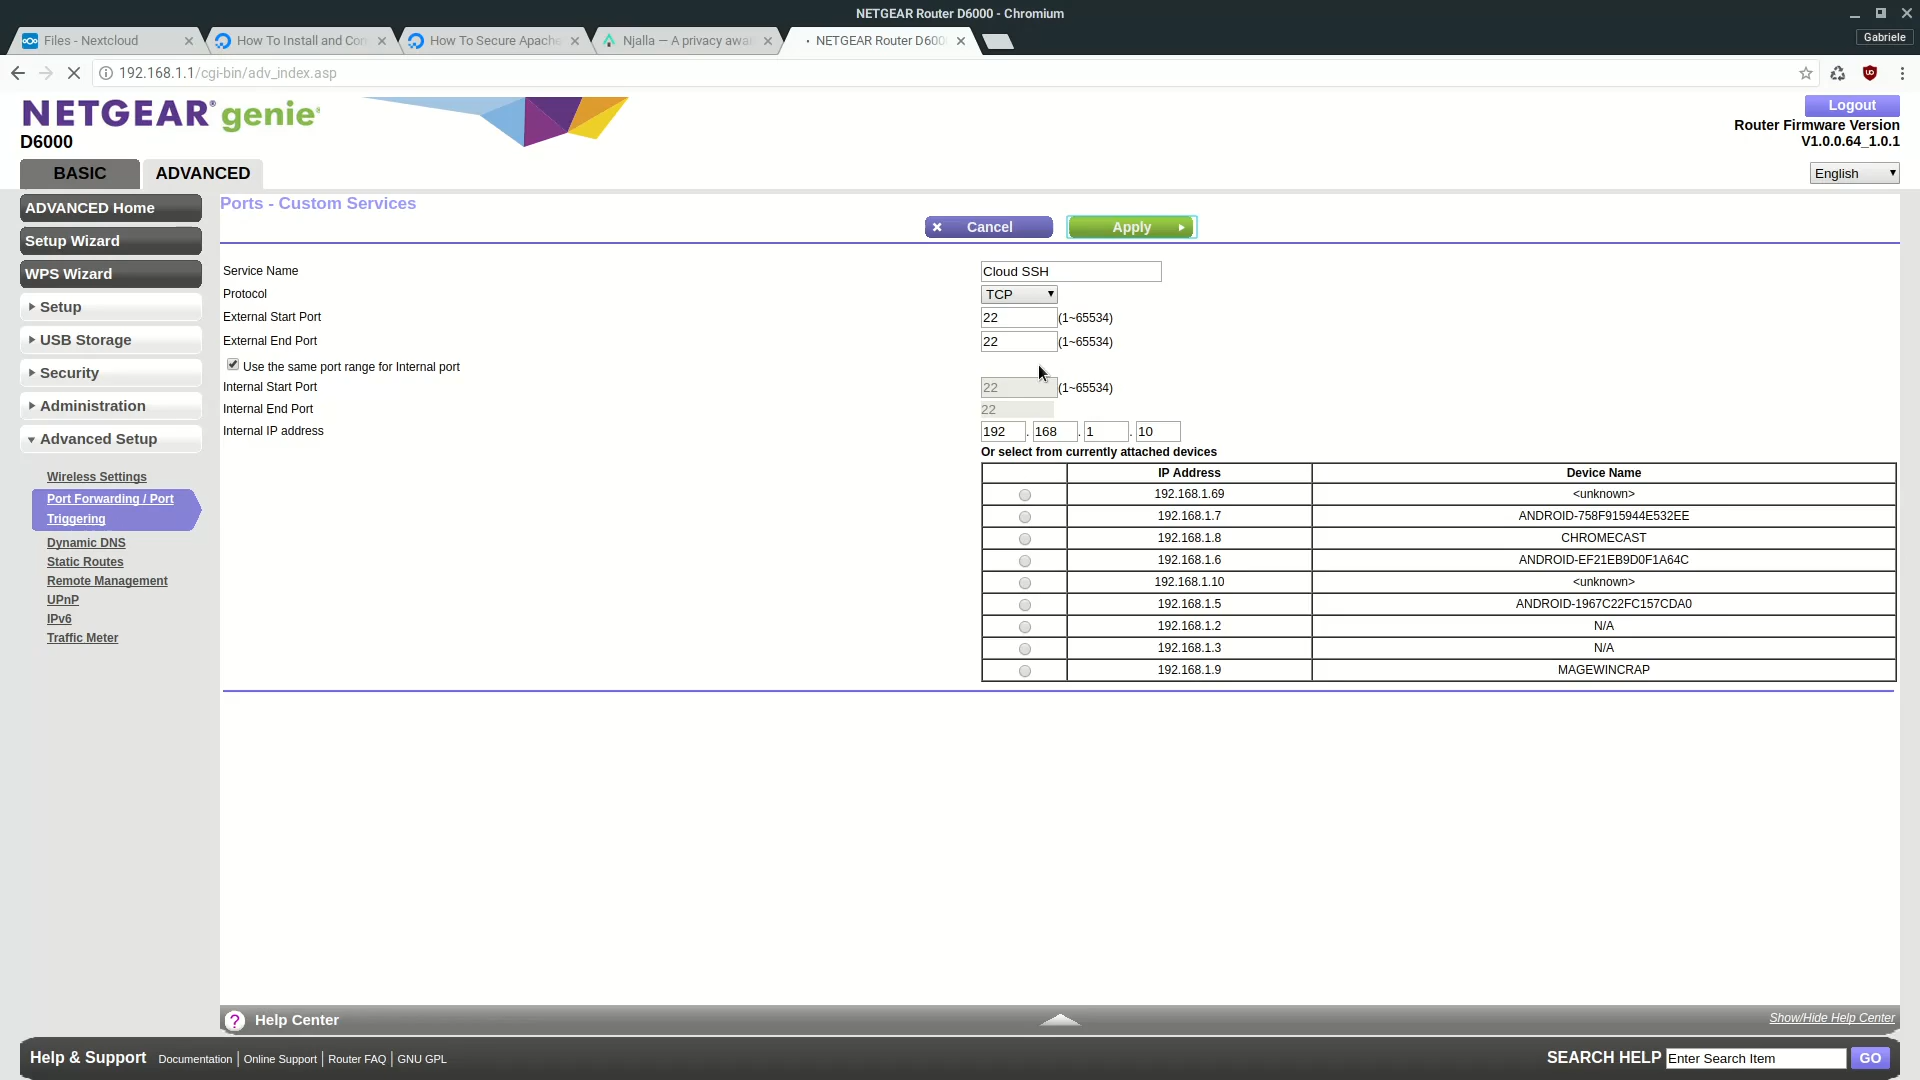 NETGEAR Router D6000 - Chromium
Files - Nextcloud
How To Install and Con
How To Secure Apache
Njalla — A privacy awa
NETGEAR Router D600
Gabriele
192.168.1.1/cgi-bin/adv_index.asp
NETGEAR® genie®
D6000
Logout
Router Firmware Version
V1.0.0.64_1.0.1
BASIC
ADVANCED
English
ADVANCED Home
Setup Wizard
WPS Wizard
Setup
USB Storage
Security
Administration
Advanced Setup
Wireless Settings
Port Forwarding / Port
Triggering
Dynamic DNS
Static Routes
Remote Management
UPnP
IPv6
Traffic Meter
Ports - Custom Services
Cancel
Apply
Service Name Cloud SSH
Protocol TCP
External Start Port 22 (1~65534)
External End Port 22 (1~65534)
Use the same port range for Internal port
Internal Start Port 22 (1~65534)
Internal End Port 22
Internal IP address 192 . 168 . 1 . 10
Or select from currently attached devices
IP Address Device Name
192.168.1.69 <unknown>
192.168.1.7 ANDROID-758F915944E532EE
192.168.1.8 CHROMECAST
192.168.1.6 ANDROID-EF21EB9D0F1A64C
192.168.1.10 <unknown>
192.168.1.5 ANDROID-1967C22FC157CDA0
192.168.1.2 N/A
192.168.1.3 N/A
192.168.1.9 MAGEWINCRAP
? Help Center
Show/Hide Help Center
Help & Support Documentation | Online Support | Router FAQ | GNU GPL
SEARCH HELP Enter Search Item GO